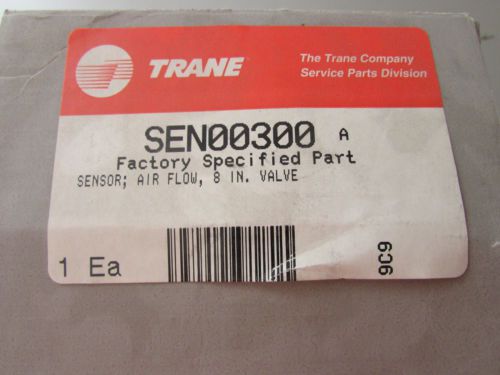 TRANE
The Trane Company
Service Parts Division
SEN00300 A
Factory Specified Part
SENSOR; AIR FLOW, 8 IN. VALVE
1 Ea
9C9